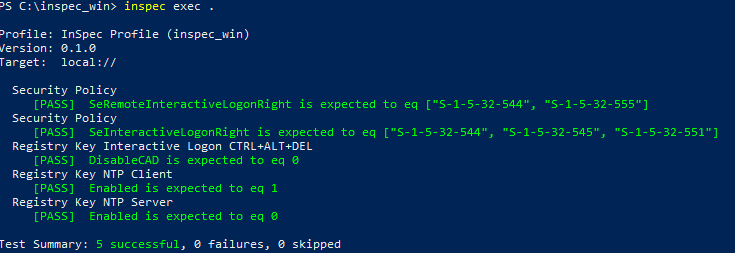 PS C:\inspec_win> inspec exec .
Profile: InSpec Profile (inspec_win)
Version: 0.1.0
Target:  local://
Security Policy
[PASS]  SeRemoteInteractiveLogonRight is expected to eq ["S-1-5-32-544", "S-1-5-32-555"]
Security Policy
[PASS]  SeInteractiveLogonRight is expected to eq ["S-1-5-32-544", "S-1-5-32-545", "S-1-5-32-551"]
Registry Key Interactive Logon CTRL+ALT+DEL
[PASS]  DisableCAD is expected to eq 0
Registry Key NTP Client
[PASS]  Enabled is expected to eq 1
Registry Key NTP Server
[PASS]  Enabled is expected to eq 0
Test Summary: 5 successful, 0 failures, 0 skipped